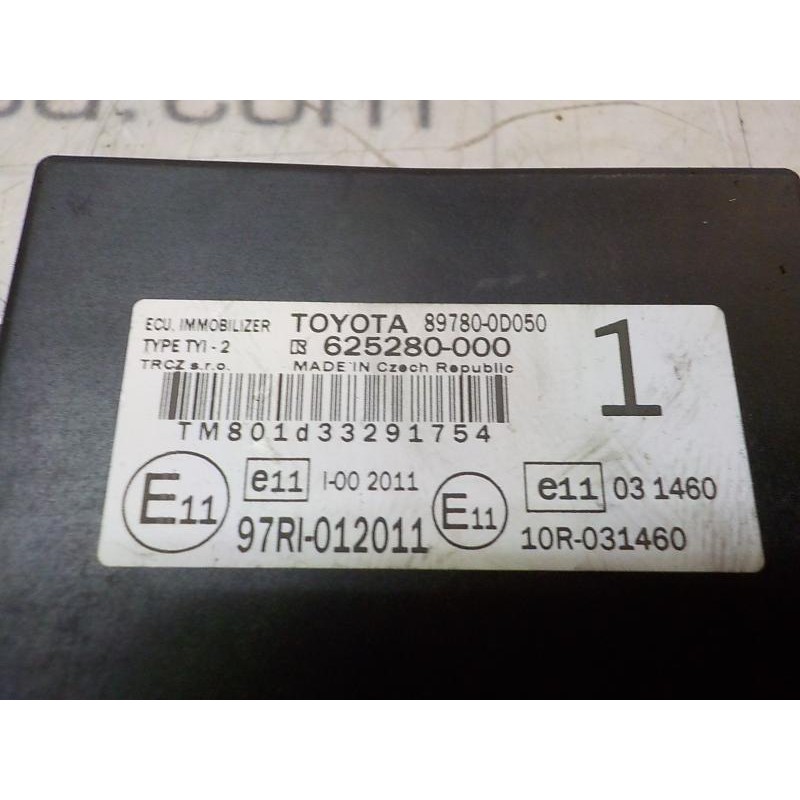 .com
ECU. IMMOBILIZER TOYOTA 89780-0D050
TYPE TYI - 2 625280-000
TRCZ s.r.o. MADE IN Czech Republic
1
TM801d33291754
E11 e11 I-00 2011 E11 e11 03 1460
97RI-012011 10R-031460